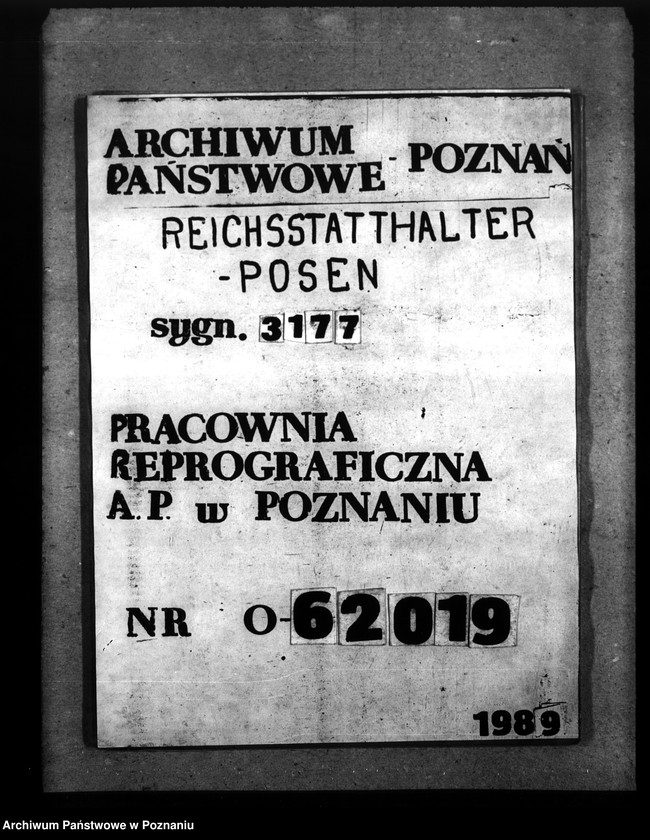 ARCHIWUM
PAŃSTWOWE - POZNAŃ
REICHSSTATTHALTER
-POSEN
sygn. 3177
PRACOWNIA
REPROGRAFICZNA
A.P. w POZNANIU
NR O-62019
1989
Archiwum Państwowe w Poznaniu